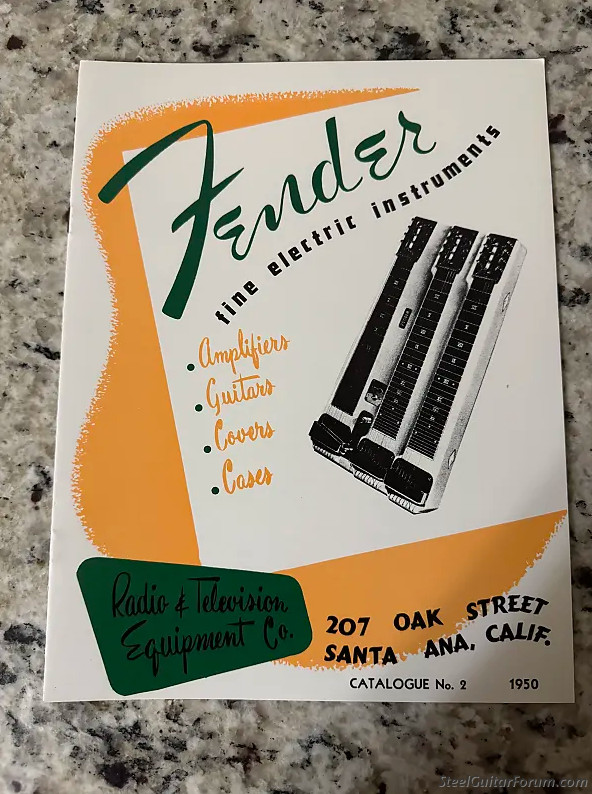 Fender
fine electric instruments
• Amplifiers
• Guitars
• Covers
• Cases
Radio & Television
Equipment Co.
207 OAK STREET
SANTA ANA, CALIF.
CATALOGUE No. 2 1950
SteelGuitarForum.com